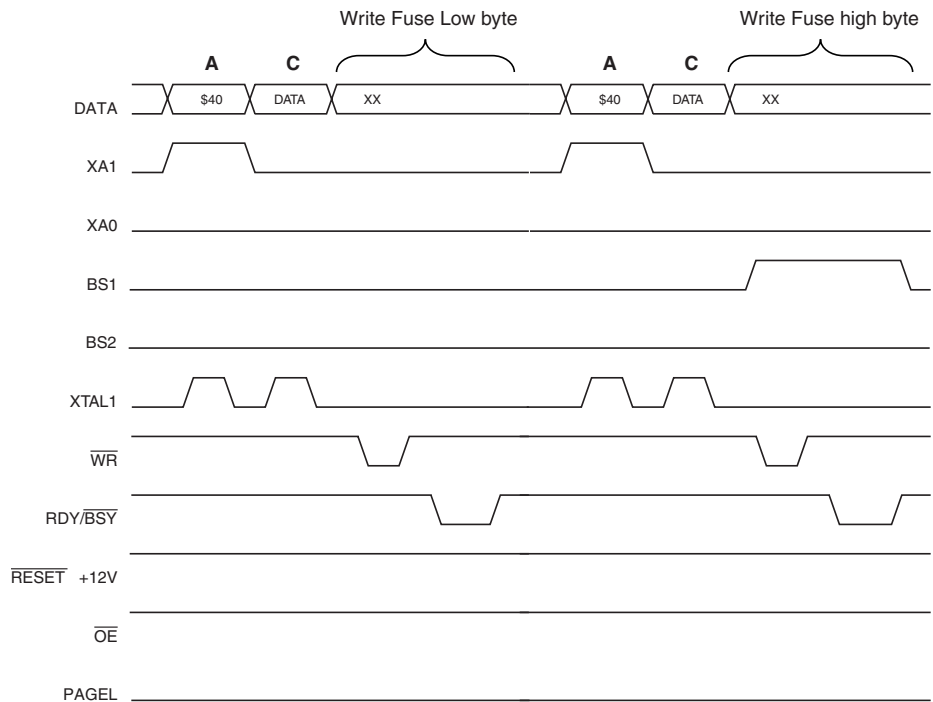 Write Fuse Low byte Write Fuse high byte
A C A C
DATA $40 DATA XX $40 DATA XX
XA1
XA0
BS1
BS2
XTAL1
WR
RDY/BSY
RESET +12V
OE
PAGEL